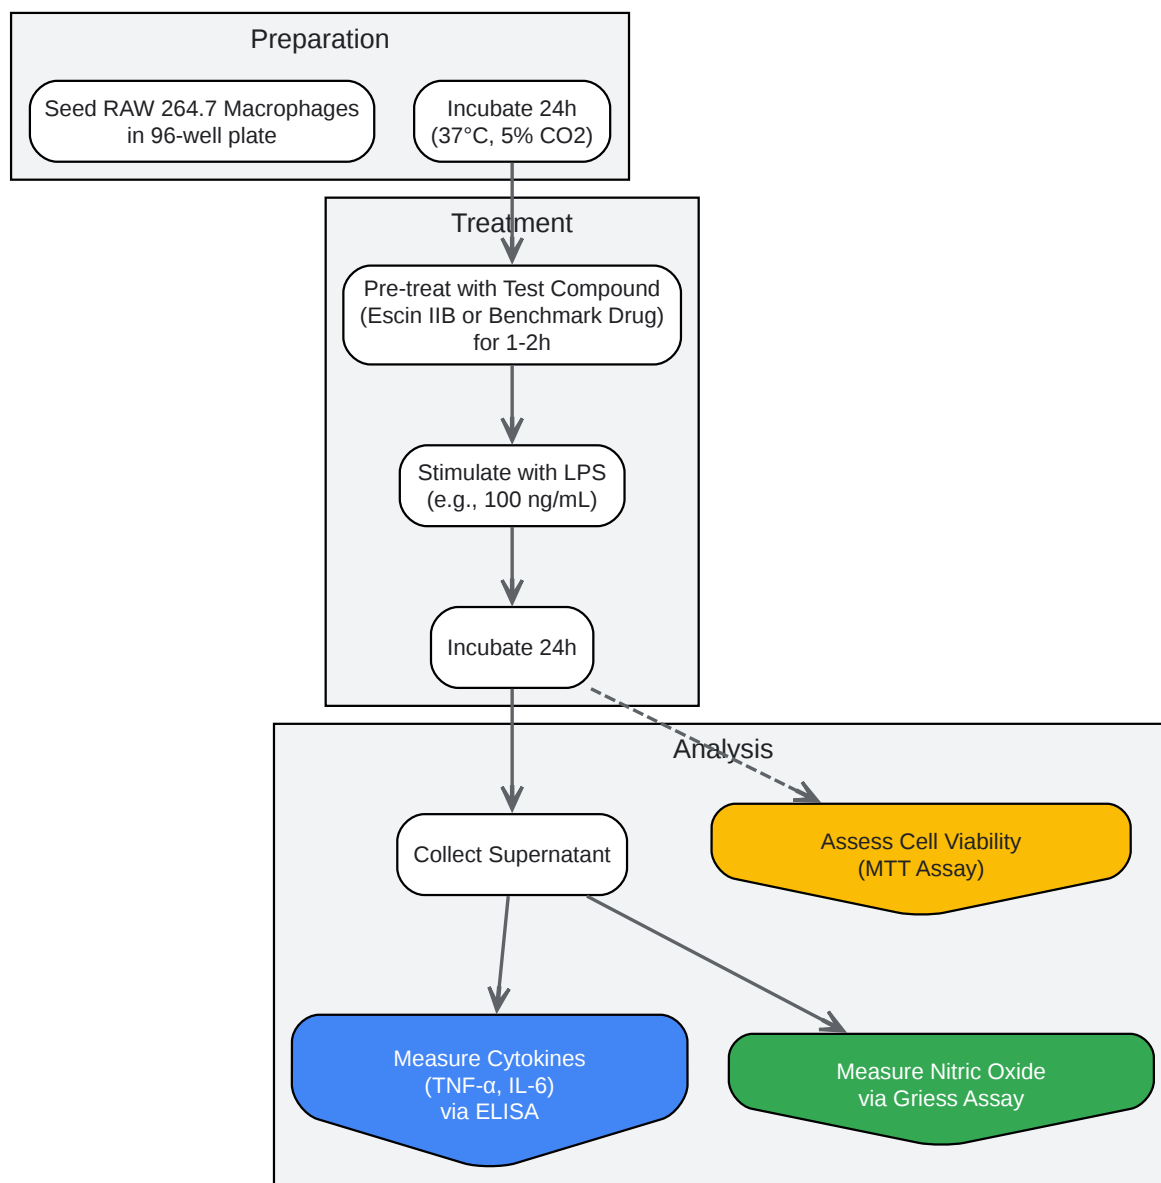 Preparation
Seed RAW 264.7 Macrophages
in 96-well plate
Incubate 24h
(37°C, 5% CO2)
Treatment
Pre-treat with Test Compound
(Escin IIB or Benchmark Drug)
for 1-2h
Stimulate with LPS
(e.g., 100 ng/mL)
Incubate 24h
Analysis
Collect Supernatant
Assess Cell Viability
(MTT Assay)
Measure Cytokines
(TNF-α, IL-6)
via ELISA
Measure Nitric Oxide
via Griess Assay